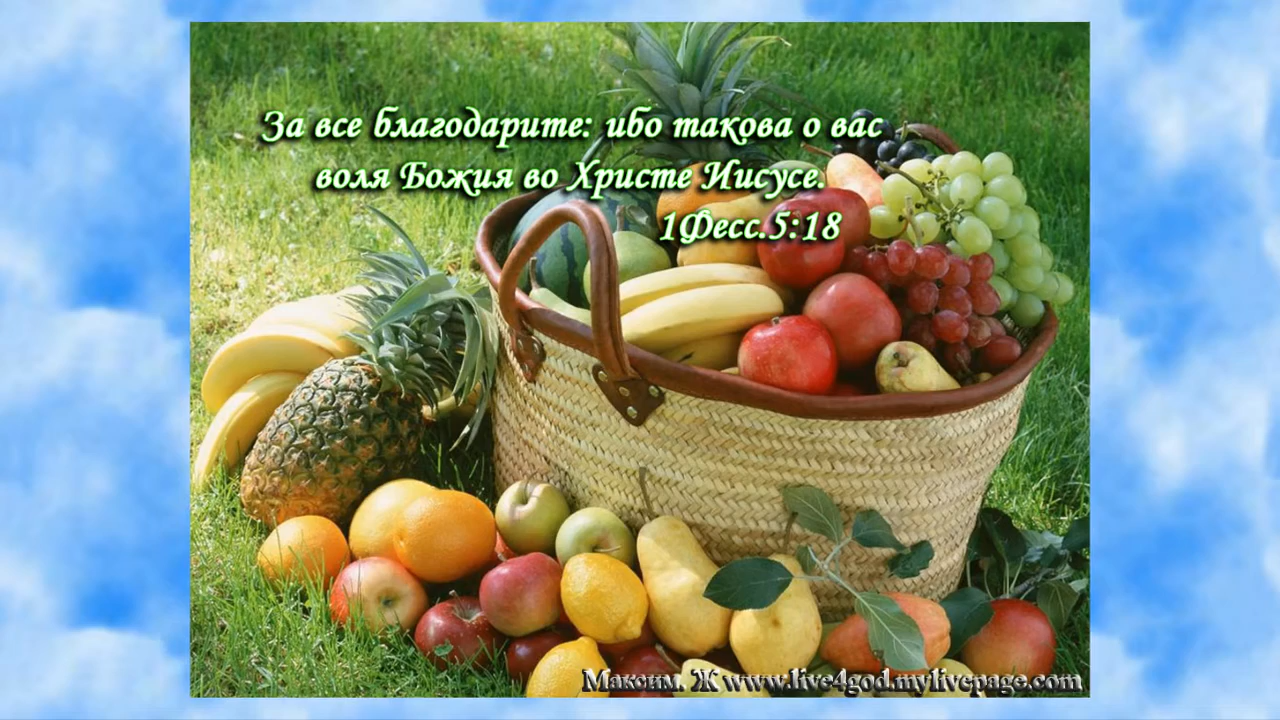 За все благодарите: ибо такова о вас
воля Божия во Христе Иисусе.
1Фесс.5:18
Максим. Ж www.live4god.mylivepage.com